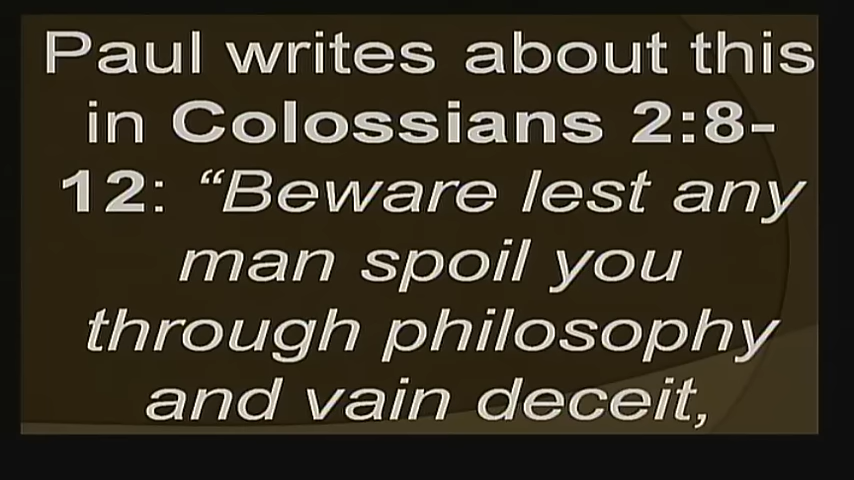 Paul writes about this
in Colossians 2:8-
12: “Beware lest any
man spoil you
through philosophy
and vain deceit,